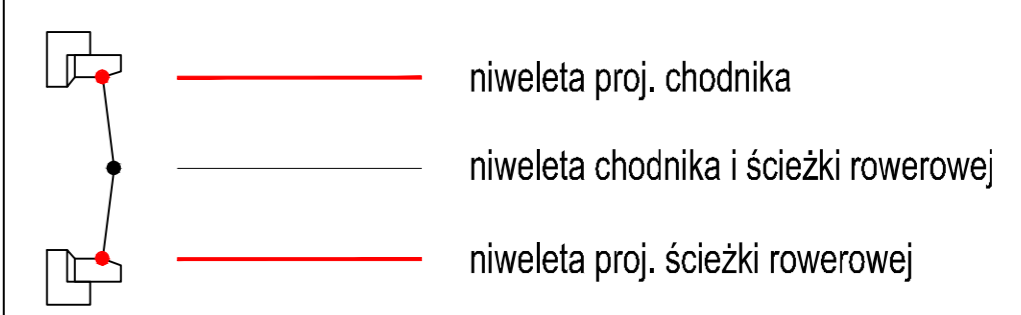 niweleta proj. chodnika
niweleta chodnika i ścieżki rowerowej
niweleta proj. ścieżki rowerowej